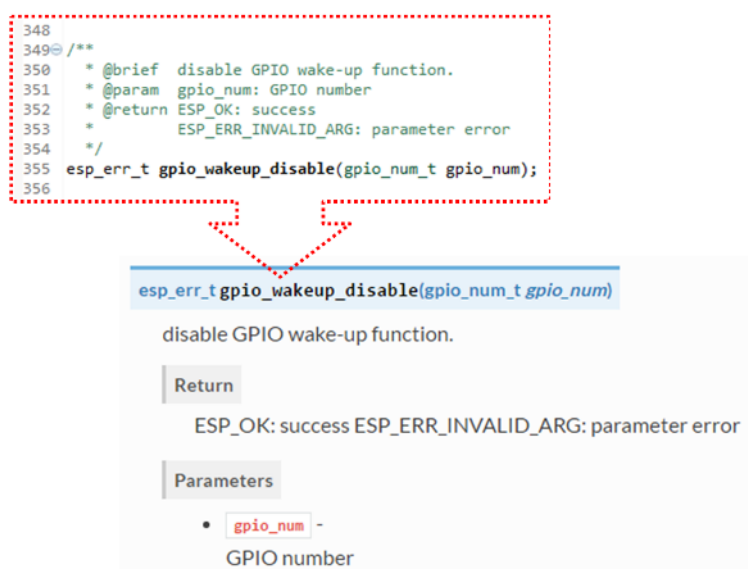 348
349 /**
350 * @brief disable GPIO wake-up function.
351 * @param gpio_num: GPIO number
352 * @return ESP_OK: success
353 * ESP_ERR_INVALID_ARG: parameter error
354 */
355 esp_err_t gpio_wakeup_disable(gpio_num_t gpio_num);
356
esp_err_t gpio_wakeup_disable(gpio_num_t gpio_num)
disable GPIO wake-up function.
Return
ESP_OK: success ESP_ERR_INVALID_ARG: parameter error
Parameters
• gpio_num -
GPIO number